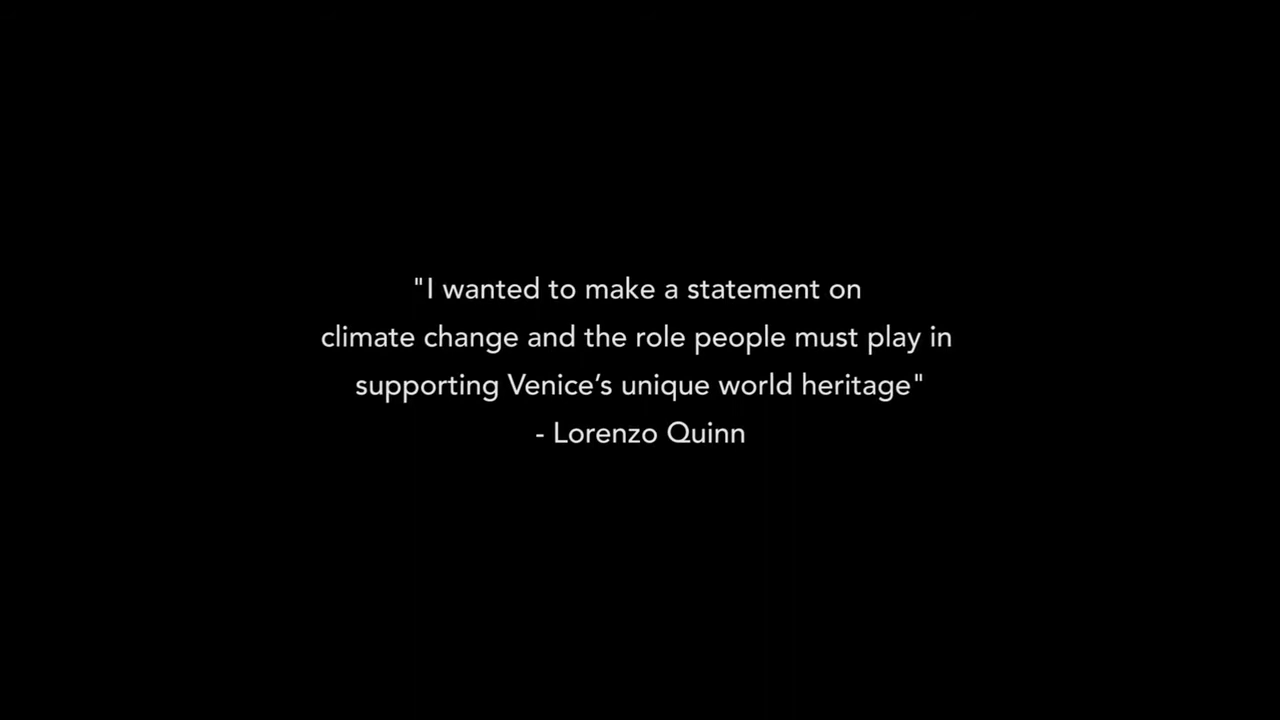 "I wanted to make a statement on
climate change and the role people must play in
supporting Venice’s unique world heritage"
- Lorenzo Quinn